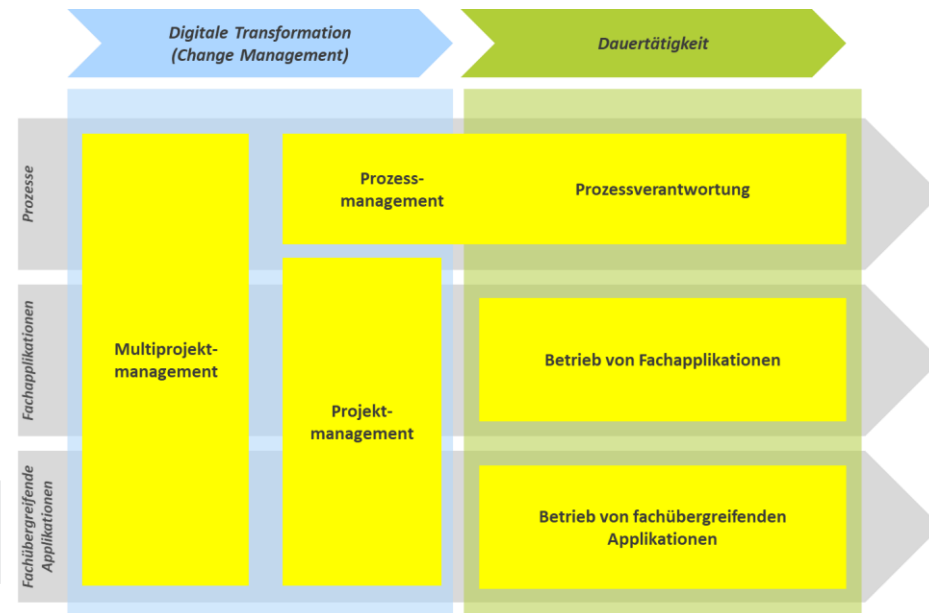 Digitale Transformation
(Change Management)
Dauertätigkeit
Prozesse
Prozess-
management
Prozessverantwortung
Fachapplikationen
Multiprojekt-
management
Projekt-
management
Betrieb von Fachapplikationen
Fachübergreifende
Applikationen
Betrieb von fachübergreifenden
Applikationen